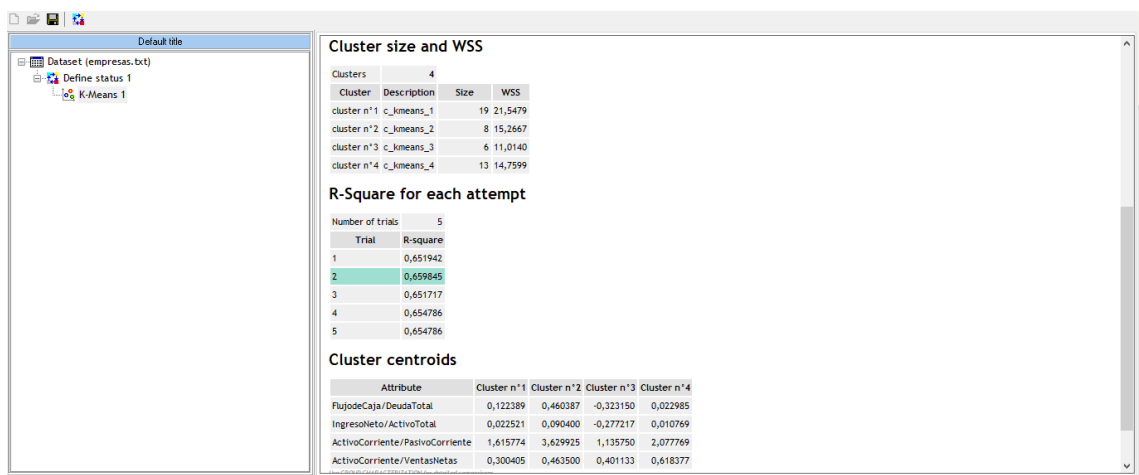 Default title
Dataset (empresas.txt)
Define status 1
K-Means 1
Cluster size and WSS
Clusters 4
Cluster Description Size WSS
cluster n°1 c_kmeans_1 19 21,5479
cluster n°2 c_kmeans_2 8 15,2667
cluster n°3 c_kmeans_3 6 11,0140
cluster n°4 c_kmeans_4 13 14,7599
R-Square for each attempt
Number of trials 5
Trial R-square
1 0,651942
2 0,659845
3 0,651717
4 0,654786
5 0,654786
Cluster centroids
Attribute Cluster n°1 Cluster n°2 Cluster n°3 Cluster n°4
FlujodeCaja/DeudaTotal 0,122389 0,460387 -0,323150 0,022985
IngresoNeto/ActivoTotal 0,022521 0,090400 -0,277217 0,010769
ActivoCorriente/PasivoCorriente 1,615774 3,629925 1,135750 2,077769
ActivoCorriente/VentasNetas 0,300405 0,463500 0,401133 0,618377